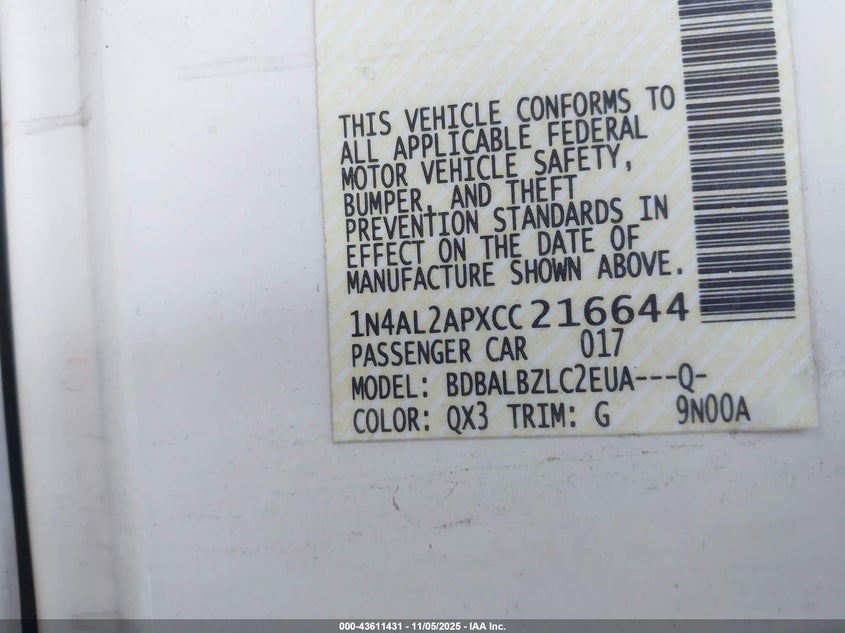 THIS VEHICLE CONFORMS TO
ALL APPLICABLE FEDERAL
MOTOR VEHICLE SAFETY,
BUMPER, AND THEFT
PREVENTION STANDARDS IN
EFFECT ON THE DATE OF
MANUFACTURE SHOWN ABOVE.
1N4AL2APXCC216644
PASSENGER CAR 017
MODEL: BDBALBZLC2EUA---Q-
COLOR: QX3 TRIM: G 9N00A
000-43611431 - 11/05/2025 - IAA Inc.